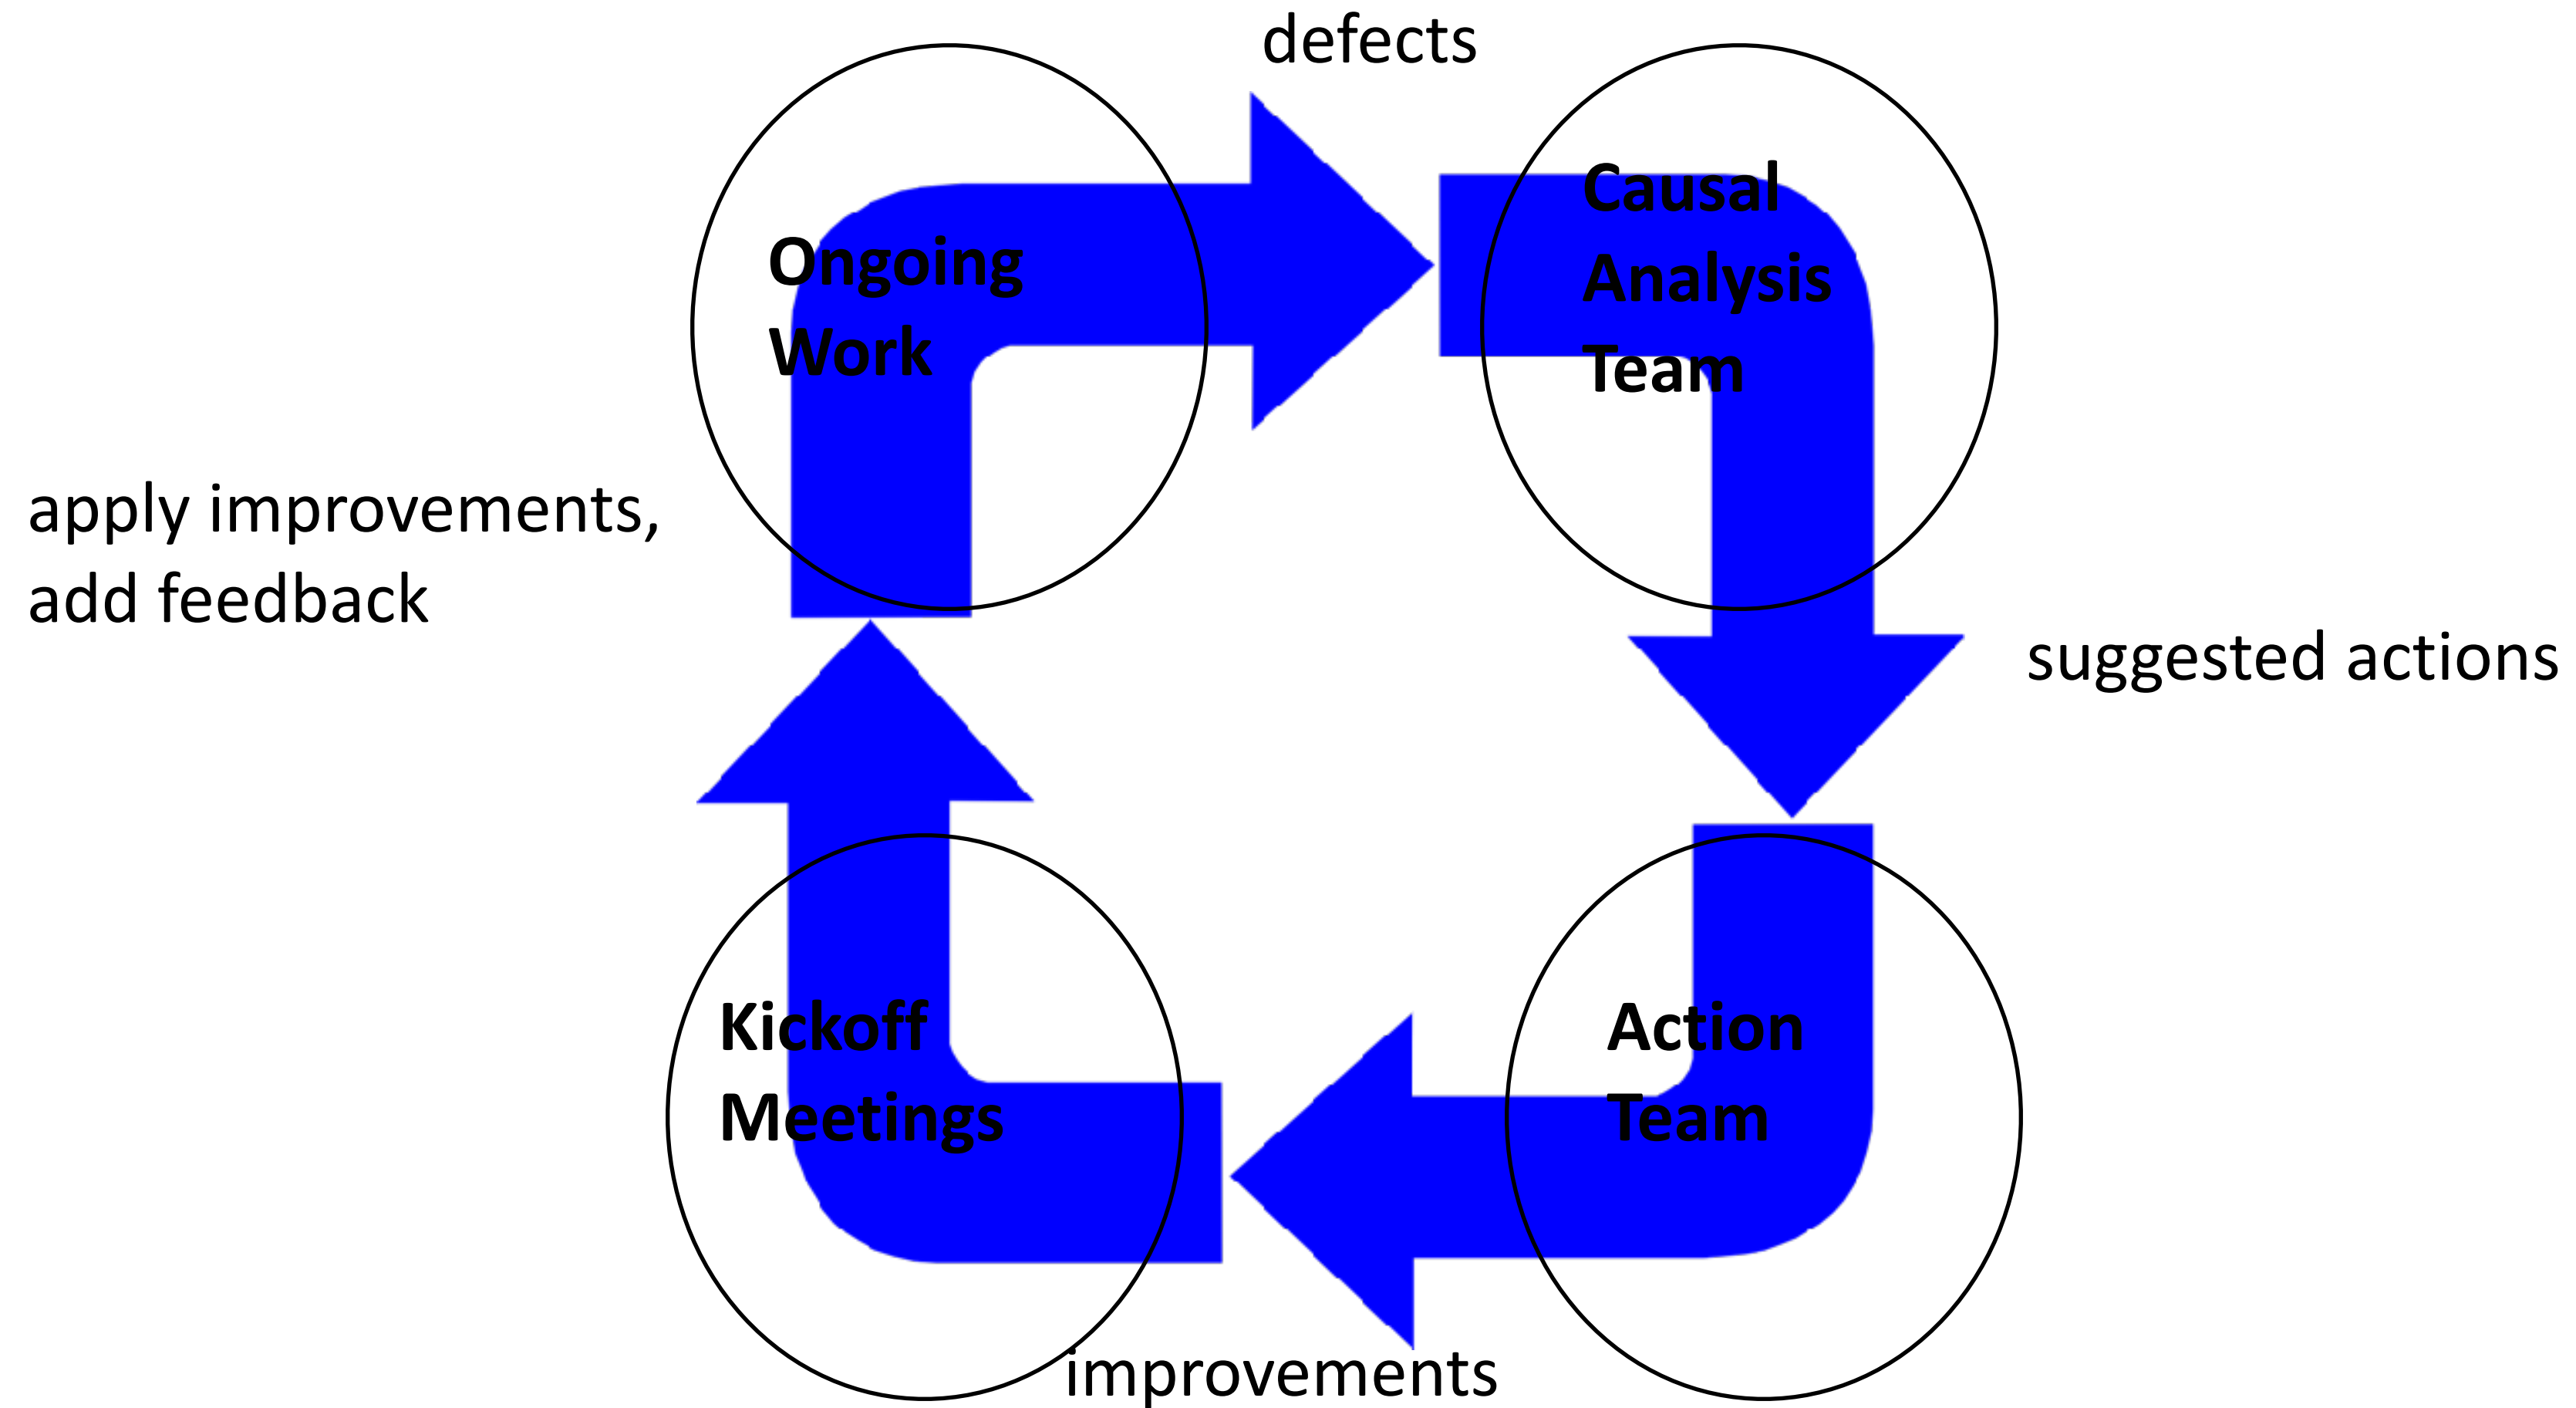 defects
Ongoing
Work
Causal
Analysis
Team
apply improvements,
add feedback
suggested actions
Kickoff
Meetings
Action
Team
improvements